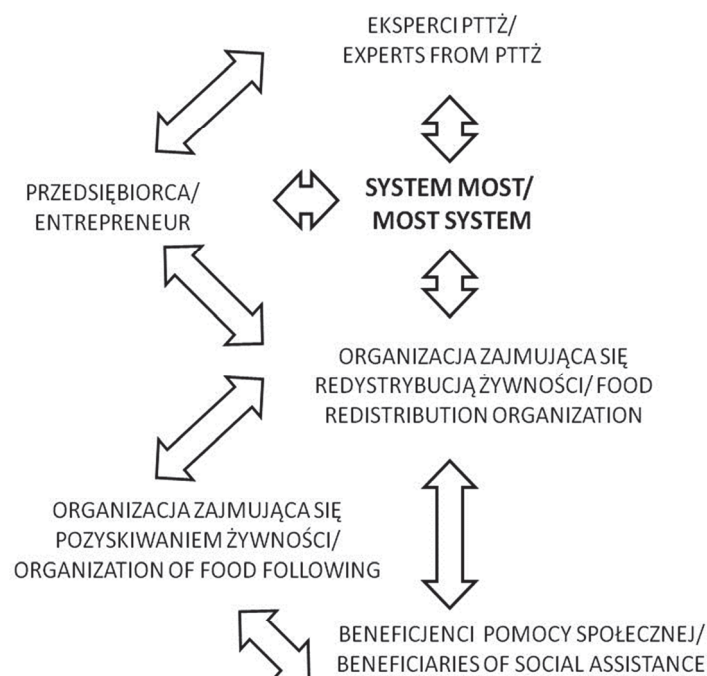 EKSPERCI PTTŻ/
EXPERTS FROM PTTŻ
PRZEDSIĘBIORCA/
ENTREPRENEUR
SYSTEM MOST/
MOST SYSTEM
ORGANIZACJA ZAJMUJĄCA SIĘ
REDYSTRYBUCJĄ ŻYWNOŚCI/ FOOD
REDISTRIBUTION ORGANIZATION
ORGANIZACJA ZAJMUJĄCA SIĘ
POZYSKIWANIEM ŻYWNOŚCI/
ORGANIZATION OF FOOD FOLLOWING
BENEFICJENCI POMOCY SPOŁECZNEJ/
BENEFICIARIES OF SOCIAL ASSISTANCE